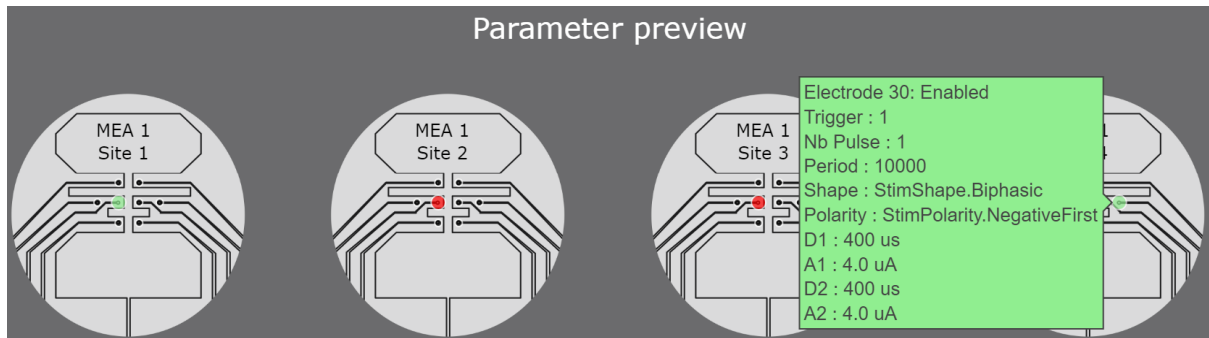 Parameter preview
MEA 1
Site 1
MEA 1
Site 2
MEA 1
Site 3
Electrode 30: Enabled
Trigger : 1
Nb Pulse : 1
Period : 10000
Shape : StimShape.Biphasic
Polarity : StimPolarity.NegativeFirst
D1 : 400 us
A1 : 4.0 uA
D2 : 400 us
A2 : 4.0 uA